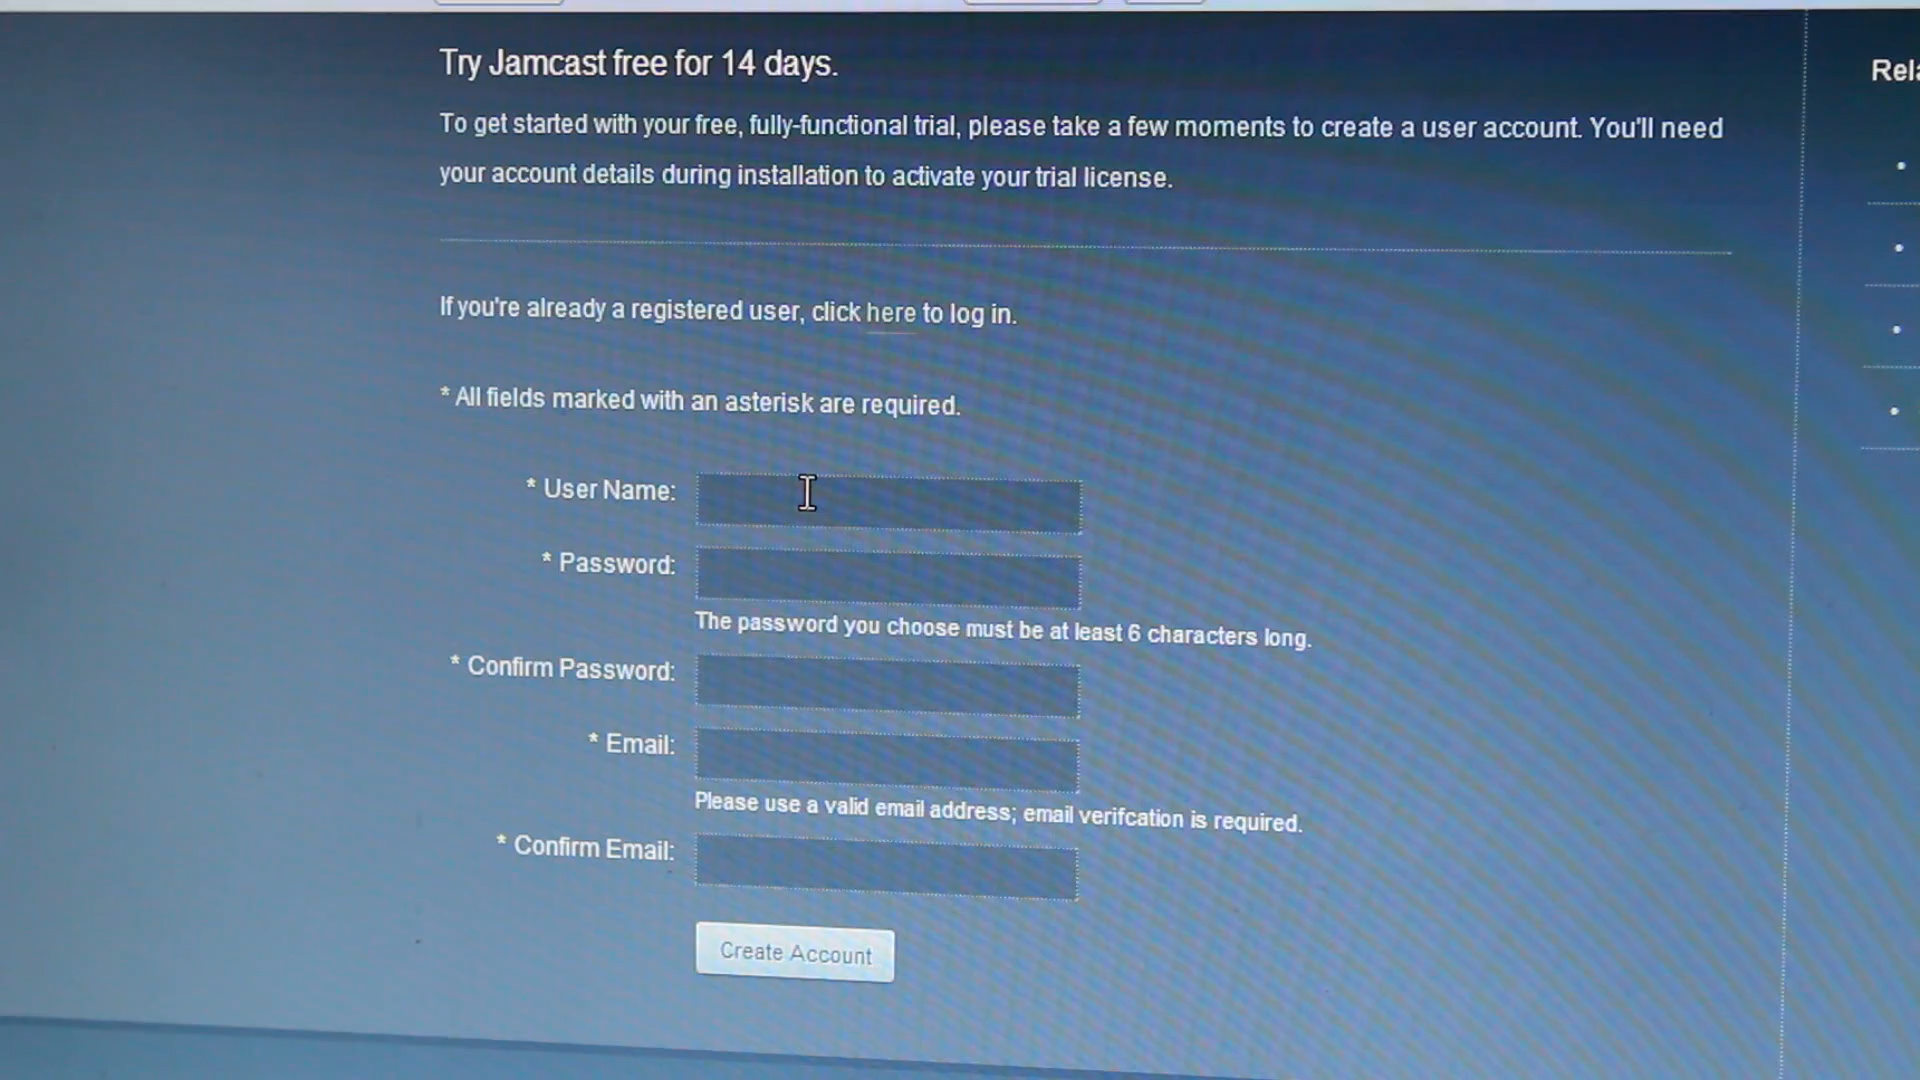 Try Jamcast free for 14 days.
To get started with your free, fully-functional trial, please take a few moments to create a user account. You'll need
your account details during installation to activate your trial license.
If you're already a registered user, click here to log in.
* All fields marked with an asterisk are required.
* User Name:
* Password:
The password you choose must be at least 6 characters long.
* Confirm Password:
* Email:
Please use a valid email address; email verifcation is required.
* Confirm Email:
Create Account